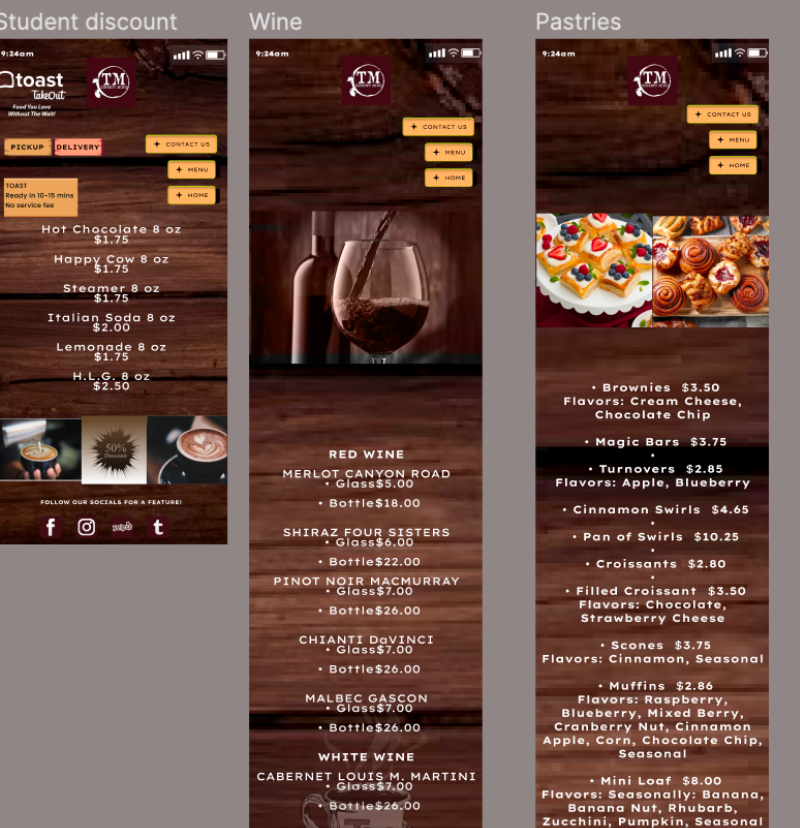 Student discount
9:24am
toast
TakeOut
Food You Love
Without The Wait!
TM
PICKUP
DELIVERY
CONTACT US
MENU
HOME
TOAST
Ready in 10-15 mins
No service fee
Hot Chocolate 8 oz
$1.75
Happy Cow 8 oz
$1.75
Steamer 8 oz
$1.75
Italian Soda 8 oz
$2.00
Lemonade 8 oz
$1.75
H.L.G. 8 oz
$2.50
50%
Discount
FOLLOW OUR SOCIALS FOR A FEATURE!
f
yelp
t
Wine
9:24am
TM
CONTACT US
MENU
HOME
RED WINE
MERLOT CANYON ROAD
• Glass$5.00
• Bottle$18.00
SHIRAZ FOUR SISTERS
• Glass$6.00
• Bottle$22.00
PINOT NOIR MACMURRAY
• Glass$7.00
• Bottle$26.00
CHIANTI DaVINCI
• Glass$7.00
• Bottle$26.00
MALBEC GASCON
• Glass$7.00
• Bottle$26.00
WHITE WINE
CABERNET LOUIS M. MARTINI
• Glass$7.00
• Bottle$26.00
Pastries
9:24am
TM
CONTACT US
MENU
HOME
• Brownies $3.50
Flavors: Cream Cheese,
Chocolate Chip
• Magic Bars $3.75
•
• Turnovers $2.85
Flavors: Apple, Blueberry
• Cinnamon Swirls $4.65
•
• Pan of Swirls $10.25
•
• Croissants $2.80
•
• Filled Croissant $3.50
Flavors: Chocolate,
Strawberry Cheese
• Scones $3.75
Flavors: Cinnamon, Seasonal
• Muffins $2.86
Flavors: Raspberry,
Blueberry, Mixed Berry,
Cranberry Nut, Cinnamon
Apple, Corn, Chocolate Chip,
Seasonal
• Mini Loaf $8.00
Flavors: Seasonally: Banana,
Banana Nut, Rhubarb,
Zucchini, Pumpkin, Seasonal